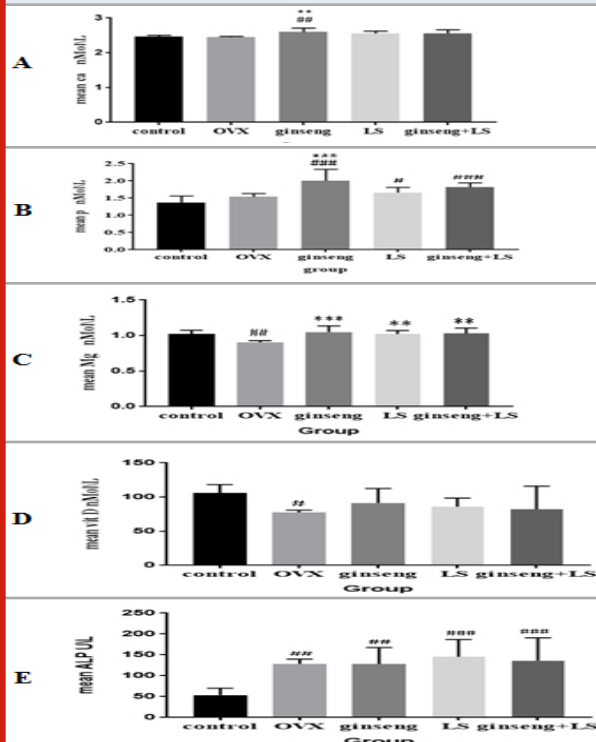 A
mean ca nMol\L
3
2
1
0
**
##
control OVX ginseng LS ginseng+LS
B
mean p nMol\L
2.5
2.0
1.5
1.0
0.5
0.0
***
###
#
###
control OVX ginseng LS ginseng+LS
group
C
mean Mg nMol\L
1.5
1.0
0.5
0.0
##
***
**
**
control OVX ginseng LS ginseng+LS
Group
D
mean vit D nMol\L
150
100
50
0
#
control OVX ginseng LS ginseng+LS
Group
E
mean ALP U/L
250
200
150
100
50
0
##
##
###
###
control OVX ginseng LS ginseng+LS
Group